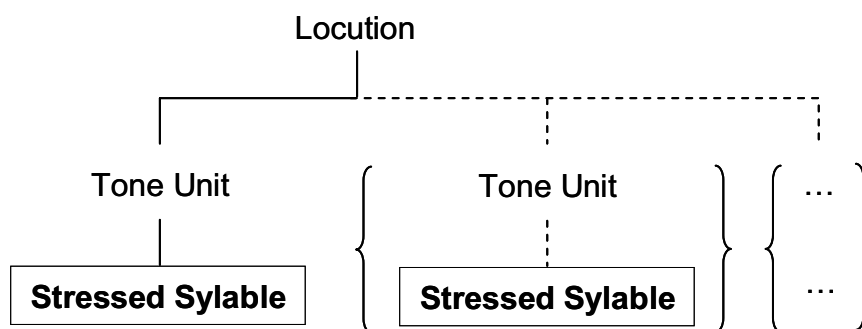 Locution
Tone Unit Tone Unit ...
Stressed Sylable Stressed Sylable ...